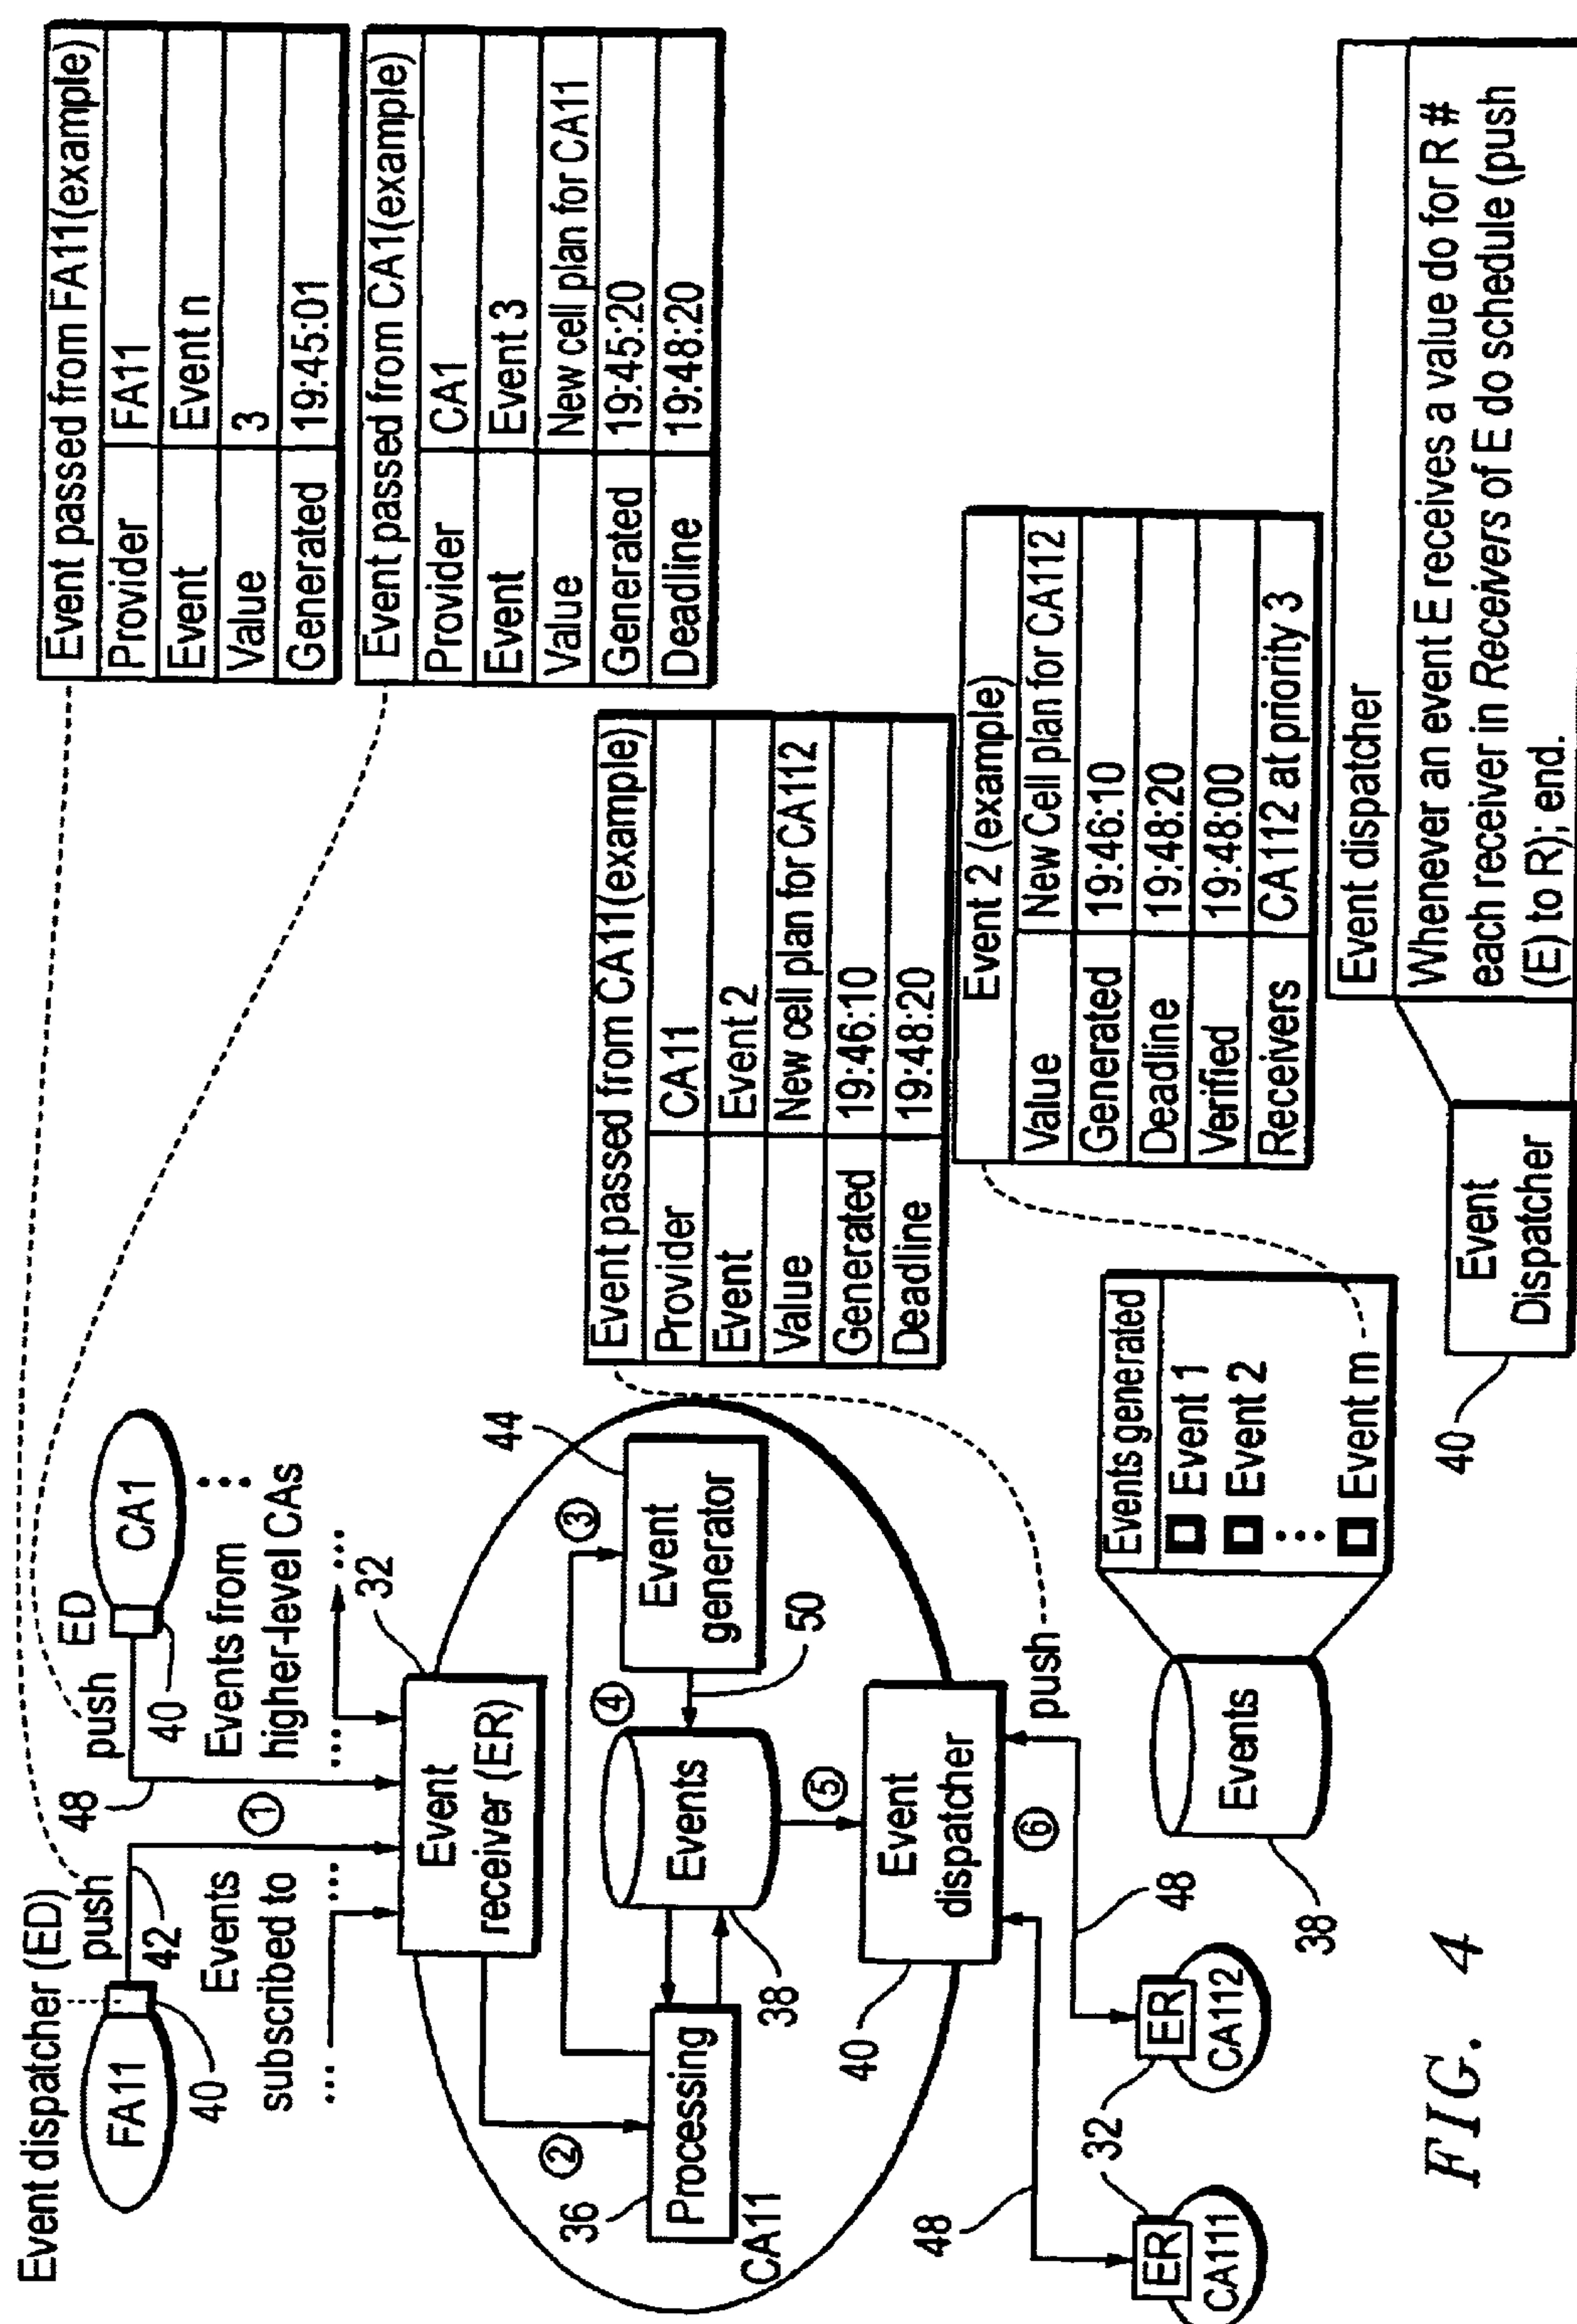 Event dispatcher (ED)
FA11
40
push
42
Events
subscribed to
...
...
48
push
ED
CA1
40
Events from
higher-level CAs
...
...
1
32
Event
receiver (ER)
2
36
Processing
CA11
3
44
Event
generator
4
50
Events
38
5
Event
dispatcher
40
6
push
48
48
32
ER
CA111
ER
CA112
Events
38
Events generated
Event 1
Event 2
Event m
Event passed from FA11(example)
Provider FA11
Event Event n
Value 3
Generated 19:45:01
Event passed from CA1(example)
Provider CA1
Event Event 3
Value New cell plan for CA11
Generated 19:45:20
Deadline 19:48:20
Event passed from CA11(example)
Provider CA11
Event Event 2
Value New cell plan for CA112
Generated 19:46:10
Deadline 19:48:20
Event 2 (example)
Value New Cell plan for CA112
Generated 19:46:10
Deadline 19:48:20
Verified 19:48:00
Receivers CA112 at priority 3
40
Event
Dispatcher
Event dispatcher
Whenever an event E receives a value do for R #
each receiver in Receivers of E do schedule (push
(E) to R); end.
FIG. 4